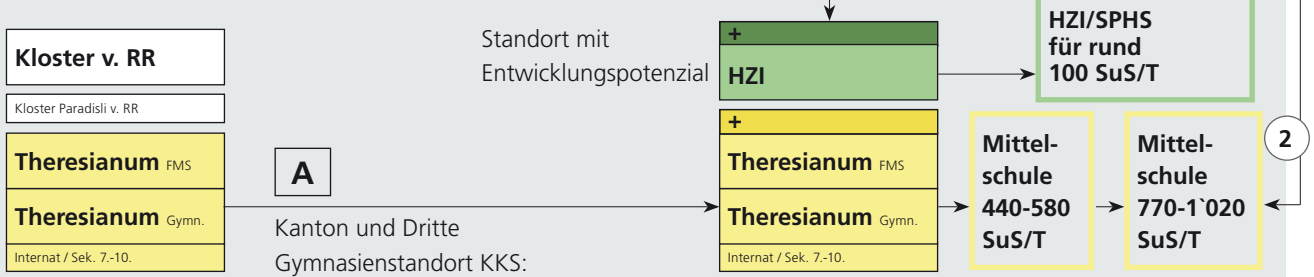 Kloster v. RR
Kloster Paradisli v. RR
Theresianum FMS
Theresianum Gymn.
Internat / Sek. 7.-10.
A
Kanton und Dritte
Gymnasienstandort KKS:
Standort mit
Entwicklungspotenzial
+
HZI
HZI/SPHS
für rund
100 SuS/T
+
Theresianum FMS
Theresianum Gymn.
Internat / Sek. 7.-10.
Mittel-
schule
440-580
SuS/T
Mittel-
schule
770-1`020
SuS/T
2